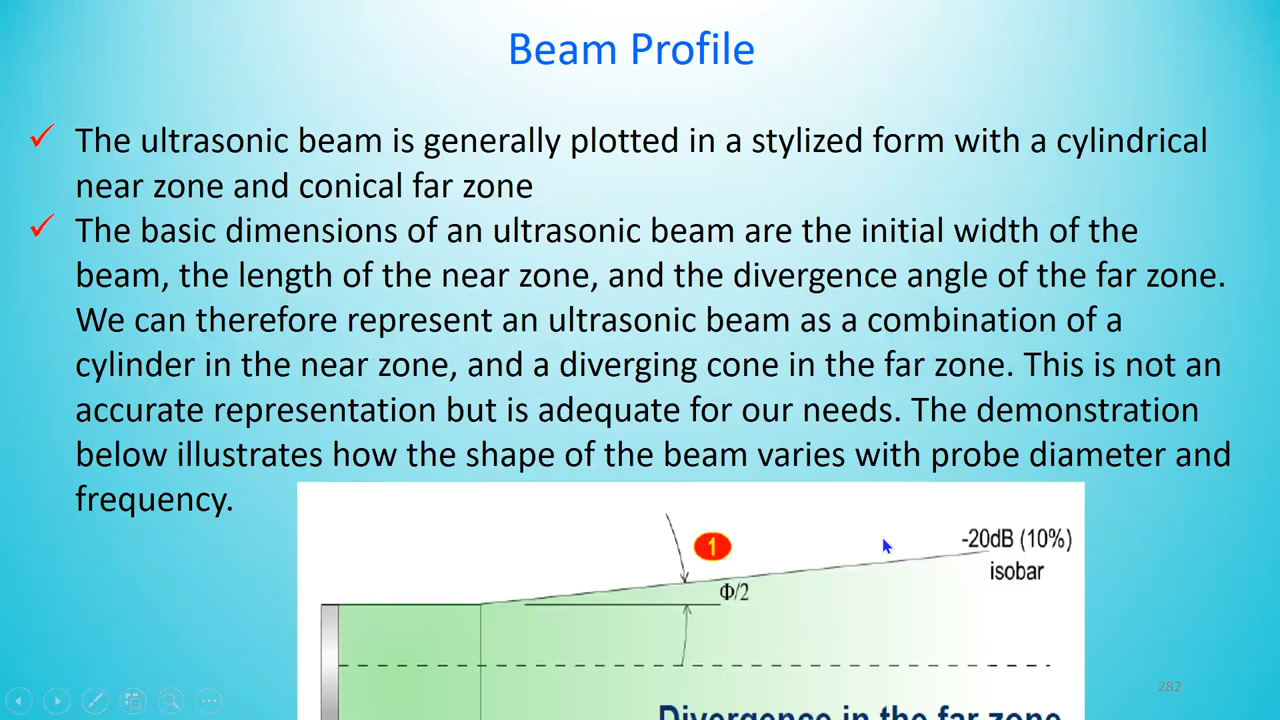 Beam Profile
✓ The ultrasonic beam is generally plotted in a stylized form with a cylindrical
near zone and conical far zone
✓ The basic dimensions of an ultrasonic beam are the initial width of the
beam, the length of the near zone, and the divergence angle of the far zone.
We can therefore represent an ultrasonic beam as a combination of a
cylinder in the near zone, and a diverging cone in the far zone. This is not an
accurate representation but is adequate for our needs. The demonstration
below illustrates how the shape of the beam varies with probe diameter and
frequency.
1
-20dB (10%)
isobar
Φ/2
282
Divergence in the far zone